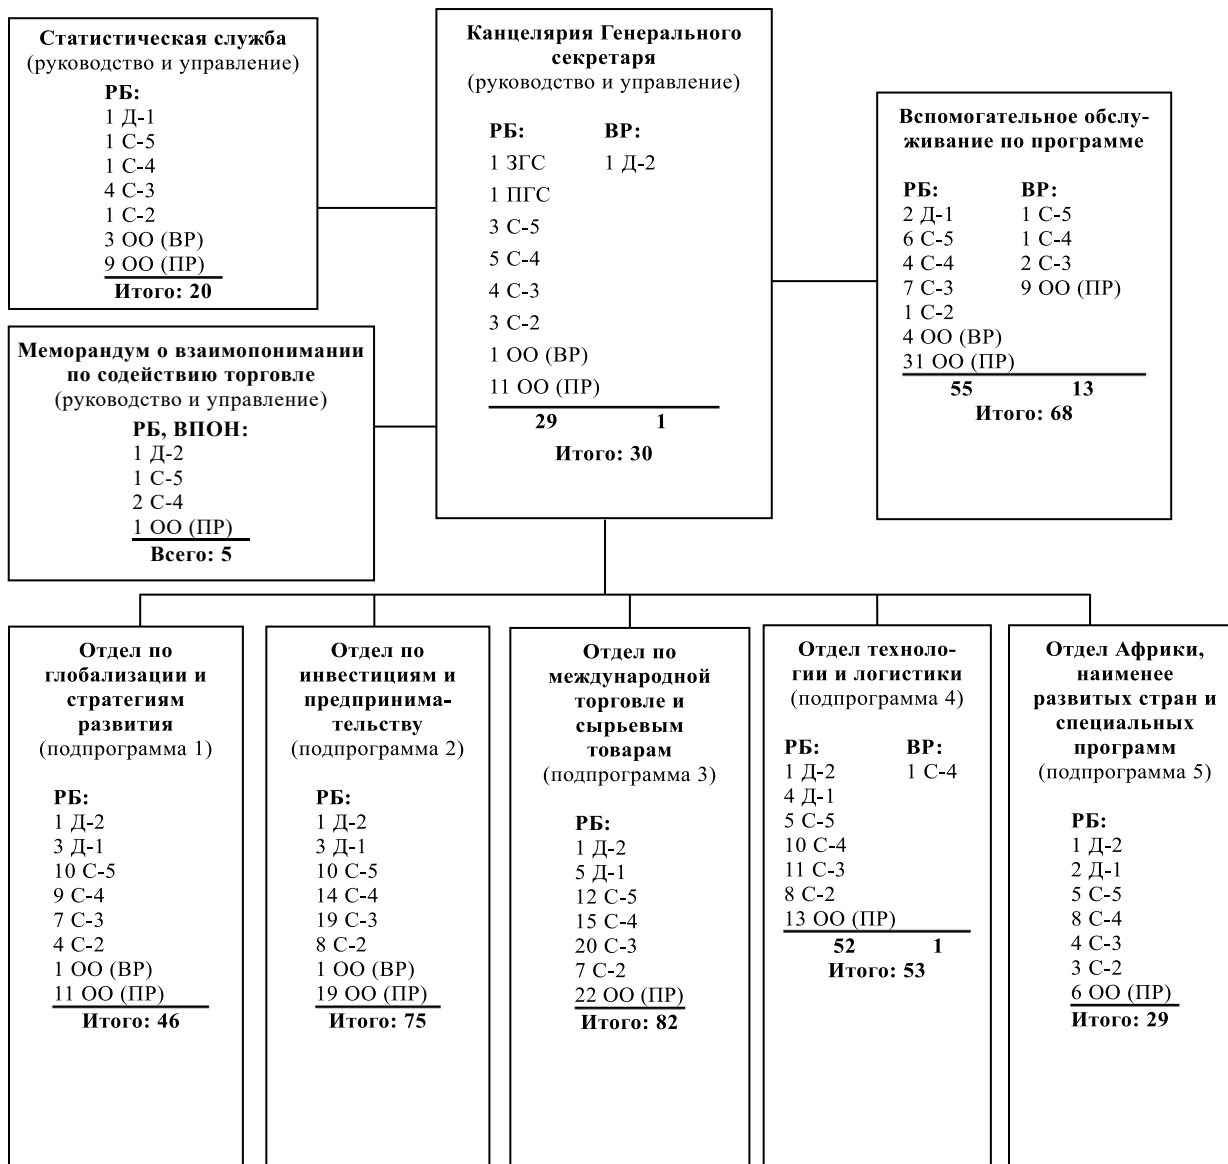 Статистическая служба
(руководство и управление)
РБ:
1 Д-1
1 С-5
1 С-4
4 С-3
1 С-2
3 ОО (ВР)
9 ОО (ПР)
Итого: 20
Канцелярия Генерального
секретаря
(руководство и управление)
РБ: ВР:
1 ЗГС 1 Д-2
1 ПГС
3 С-5
5 С-4
4 С-3
3 С-2
1 ОО (ВР)
11 ОО (ПР)
29 1
Итого: 30
Вспомогательное обслу-
живание по программе
РБ: ВР:
2 Д-1 1 С-5
6 С-5 1 С-4
4 С-4 2 С-3
7 С-3 9 ОО (ПР)
1 С-2
4 ОО (ВР)
31 ОО (ПР)
55 13
Итого: 68
Меморандум о взаимопонимании
по содействию торговле
(руководство и управление)
РБ, ВПОН:
1 Д-2
1 С-5
2 С-4
1 ОО (ПР)
Всего: 5
Отдел по
глобализации и
стратегиям
развития
(подпрограмма 1)
РБ:
1 Д-2
3 Д-1
10 С-5
9 С-4
7 С-3
4 С-2
1 ОО (ВР)
11 ОО (ПР)
Итого: 46
Отдел по
инвестициям и
предпринима-
тельству
(подпрограмма 2)
РБ:
1 Д-2
3 Д-1
10 С-5
14 С-4
19 С-3
8 С-2
1 ОО (ВР)
19 ОО (ПР)
Итого: 75
Отдел по
международной
торговле и
сырьевым
товарам
(подпрограмма 3)
РБ:
1 Д-2
5 Д-1
12 С-5
15 С-4
20 С-3
7 С-2
22 ОО (ПР)
Итого: 82
Отдел техноло-
гии и логистики
(подпрограмма 4)
РБ: ВР:
1 Д-2 1 С-4
4 Д-1
5 С-5
10 С-4
11 С-3
8 С-2
13 ОО (ПР)
52 1
Итого: 53
Отдел Африки,
наименее
развитых стран и
специальных
программ
(подпрограмма 5)
РБ:
1 Д-2
2 Д-1
5 С-5
8 С-4
4 С-3
3 С-2
6 ОО (ПР)
Итого: 29